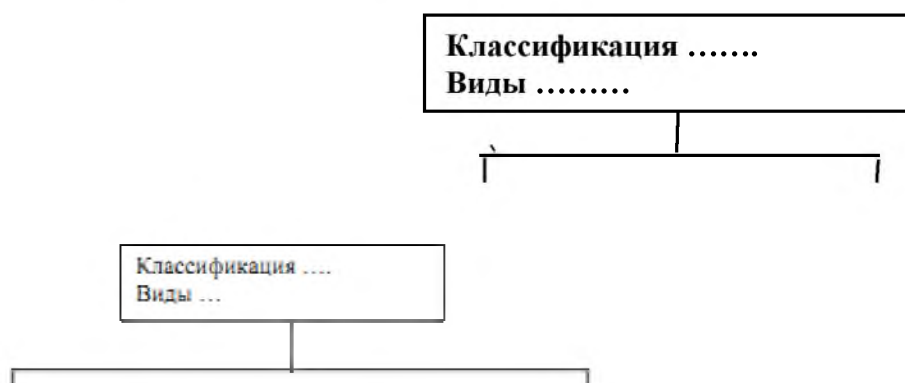 Классификация …….
Виды ………
Классификация ….
Виды …